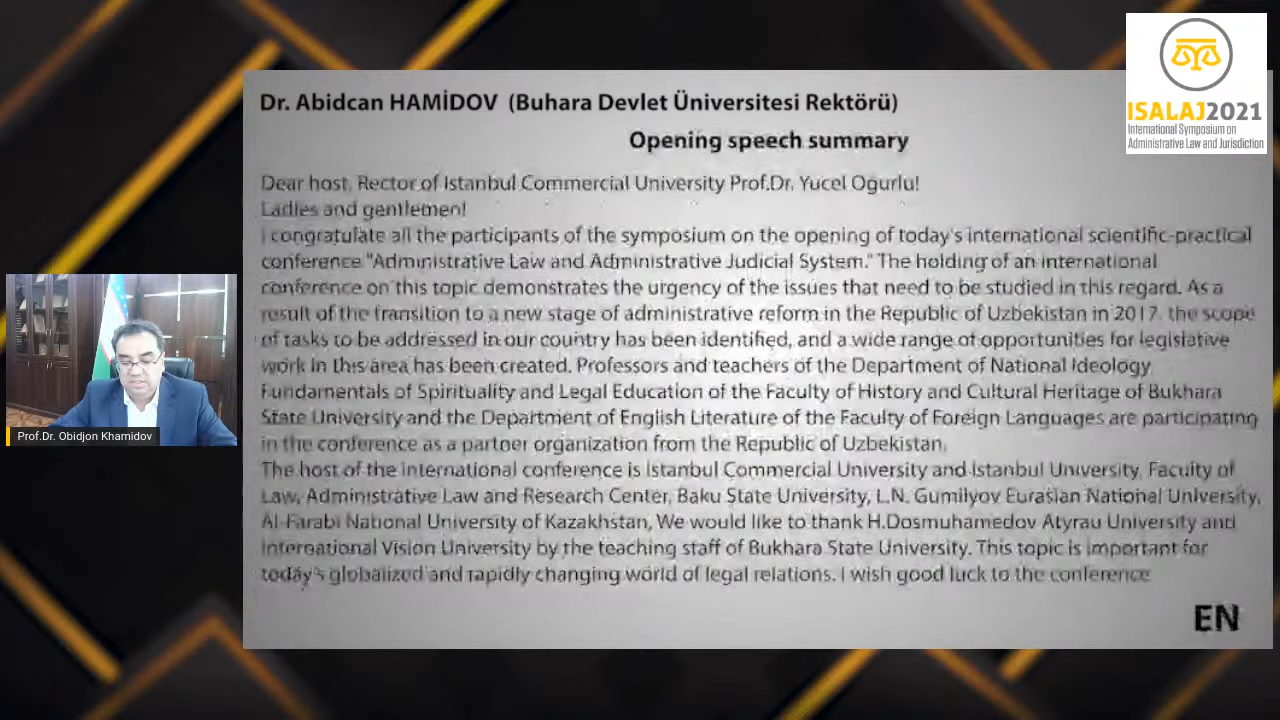 ISALAJ2021
International Symposium on
Administrative Law and Jurisdiction
Dr. Abidcan HAMİDOV (Buhara Devlet Üniversitesi Rektörü)
Opening speech summary
Dear host, Rector of Istanbul Commercial University Prof.Dr. Yucel Ogurlu!
Ladies and gentlemen!
I congratulate all the participants of the symposium on the opening of today's international scientific-practical
conference "Administrative Law and Administrative Judicial System." The holding of an international
conference on this topic demonstrates the urgency of the issues that need to be studied in this regard. As a
result of the transition to a new stage of administrative reform in the Republic of Uzbekistan in 2017, the scope
of tasks to be addressed in our country has been identified, and a wide range of opportunities for legislative
work in this area has been created. Professors and teachers of the Department of National Ideology
Fundamentals of Spirituality and Legal Education of the Faculty of History and Cultural Heritage of Bukhara
State University and the Department of English Literature of the Faculty of Foreign Languages are participating
in the conference as a partner organization from the Republic of Uzbekistan.
The host of the international conference is Istanbul Commercial University and Istanbul University, Faculty of
Law, Administrative Law and Research Center, Baku State University, L.N. Gumilyov Eurasian National University,
Al-Farabi National University of Kazakhstan, We would like to thank H.Dosmuhamedov Atyrau University and
International Vision University by the teaching staff of Bukhara State University. This topic is important for
today's globalized and rapidly changing world of legal relations. I wish good luck to the conference
EN
Prof.Dr. Obidjon Khamidov